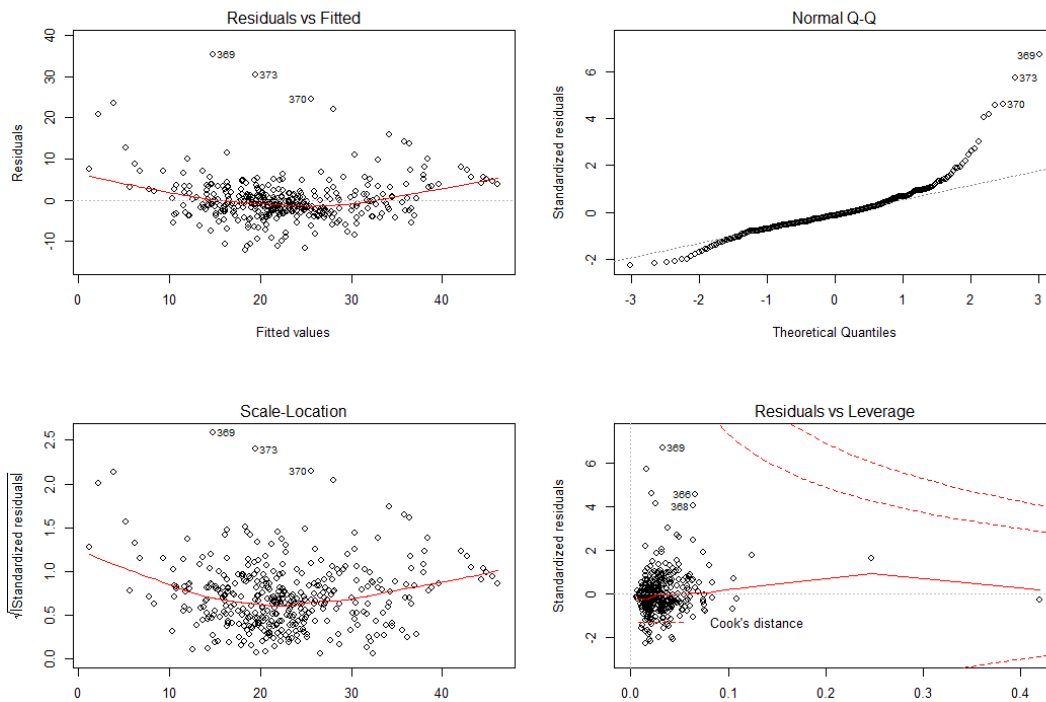 Residuals vs Fitted
Residuals
40
30
20
10
0
-10
369
373
370
0 10 20 30 40
Fitted values
Normal Q-Q
Standardized residuals
6
4
2
0
-2
369
373
370
-3 -2 -1 0 1 2 3
Theoretical Quantiles
Scale-Location
√|Standardized residuals|
2.5
2.0
1.5
1.0
0.5
0.0
369
373
370
0 10 20 30 40
Residuals vs Leverage
Standardized residuals
6
4
2
0
-2
369
366
368
Cook's distance
0.0 0.1 0.2 0.3 0.4